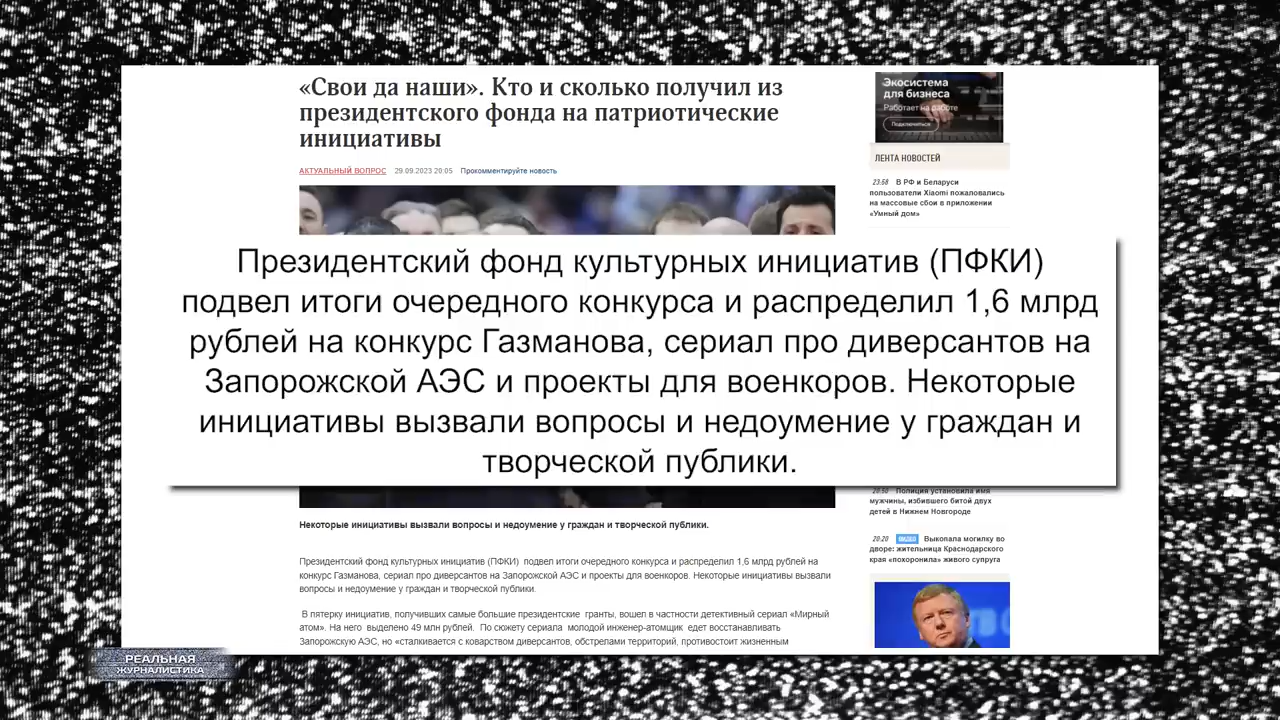 «Свои да наши». Кто и сколько получил из
президентского фонда на патриотические
инициативы
АКТУАЛЬНЫЙ ВОПРОС 29.09.2023 20:05 Прокомментируйте новость
Экосистема
для бизнеса
Работает на работе
Подключиться
ЛЕНТА НОВОСТЕЙ
23:58 В РФ и Беларуси
пользователи Xiaomi пожаловались
на массовые сбои в приложении
«Умный дом»
Президентский фонд культурных инициатив (ПФКИ)
подвел итоги очередного конкурса и распределил 1,6 млрд
рублей на конкурс Газманова, сериал про диверсантов на
Запорожской АЭС и проекты для военкоров. Некоторые
инициативы вызвали вопросы и недоумение у граждан и
творческой публики.
20:50 Полиция установила имя
мужчины, избившего битой двух
детей в Нижнем Новгороде
20:20 ВИДЕО Выкопала могилку во
дворе: жительница Краснодарского
края «похоронила» живого супруга
Некоторые инициативы вызвали вопросы и недоумение у граждан и творческой публики.
Президентский фонд культурных инициатив (ПФКИ) подвел итоги очередного конкурса и распределил 1,6 млрд рублей на
конкурс Газманова, сериал про диверсантов на Запорожской АЭС и проекты для военкоров. Некоторые инициативы вызвали
вопросы и недоумение у граждан и творческой публики.
В пятерку инициатив, получивших самые большие президентские гранты, вошел в частности детективный сериал «Мирный
атом». На него выделено 49 млн рублей. По сюжету сериала молодой инженер-атомщик едет восстанавливать
Запорожскую АЭС, но «сталкивается с коварством диверсантов, обстрелами территорий, противостоит жизненным
РЕАЛЬНАЯ
ЖУРНАЛИСТИКА